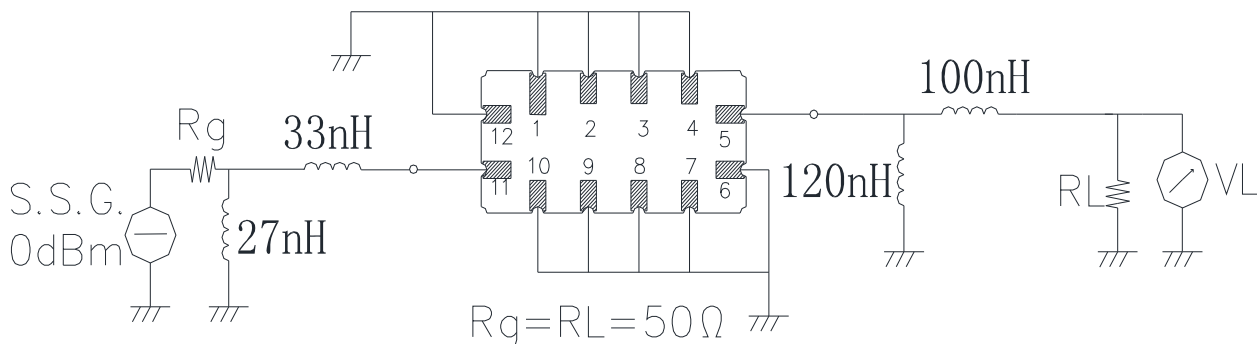 100nH
Rg
33nH
12
1
2
3
4
5
11
10
9
8
7
6
120nH
RL
VL
S.S.G.
0dBm
27nH
Rg=RL=50Ω